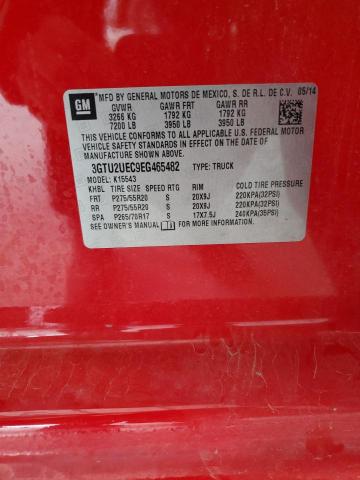 GM
MFD BY GENERAL MOTORS DE MEXICO, S. DE R.L. DE C.V. 05/14
GVWR GAWR FRT GAWR RR
3266 KG 1792 KG 1792 KG
7200 LB 3950 LB 3950 LB
THIS VEHICLE CONFORMS TO ALL APPLICABLE U.S. FEDERAL MOTOR
VEHICLE SAFETY STANDARDS IN EFFECT ON THE DATE OF
MANUFACTURE SHOWN ABOVE.
3GTU2UEC9EG465482 TYPE: TRUCK
MODEL: K15543
KHBL TIRE SIZE SPEED RTG RIM COLD TIRE PRESSURE
FRT P275/55R20 S 20X9J 220KPA(32PSI)
RR P275/55R20 S 20X9J 220KPA(32PSI)
SPA P265/70R17 S 17X7.5J 240KPA(35PSI)
SEE OWNER'S MANUAL FOR MORE INFORMATION.